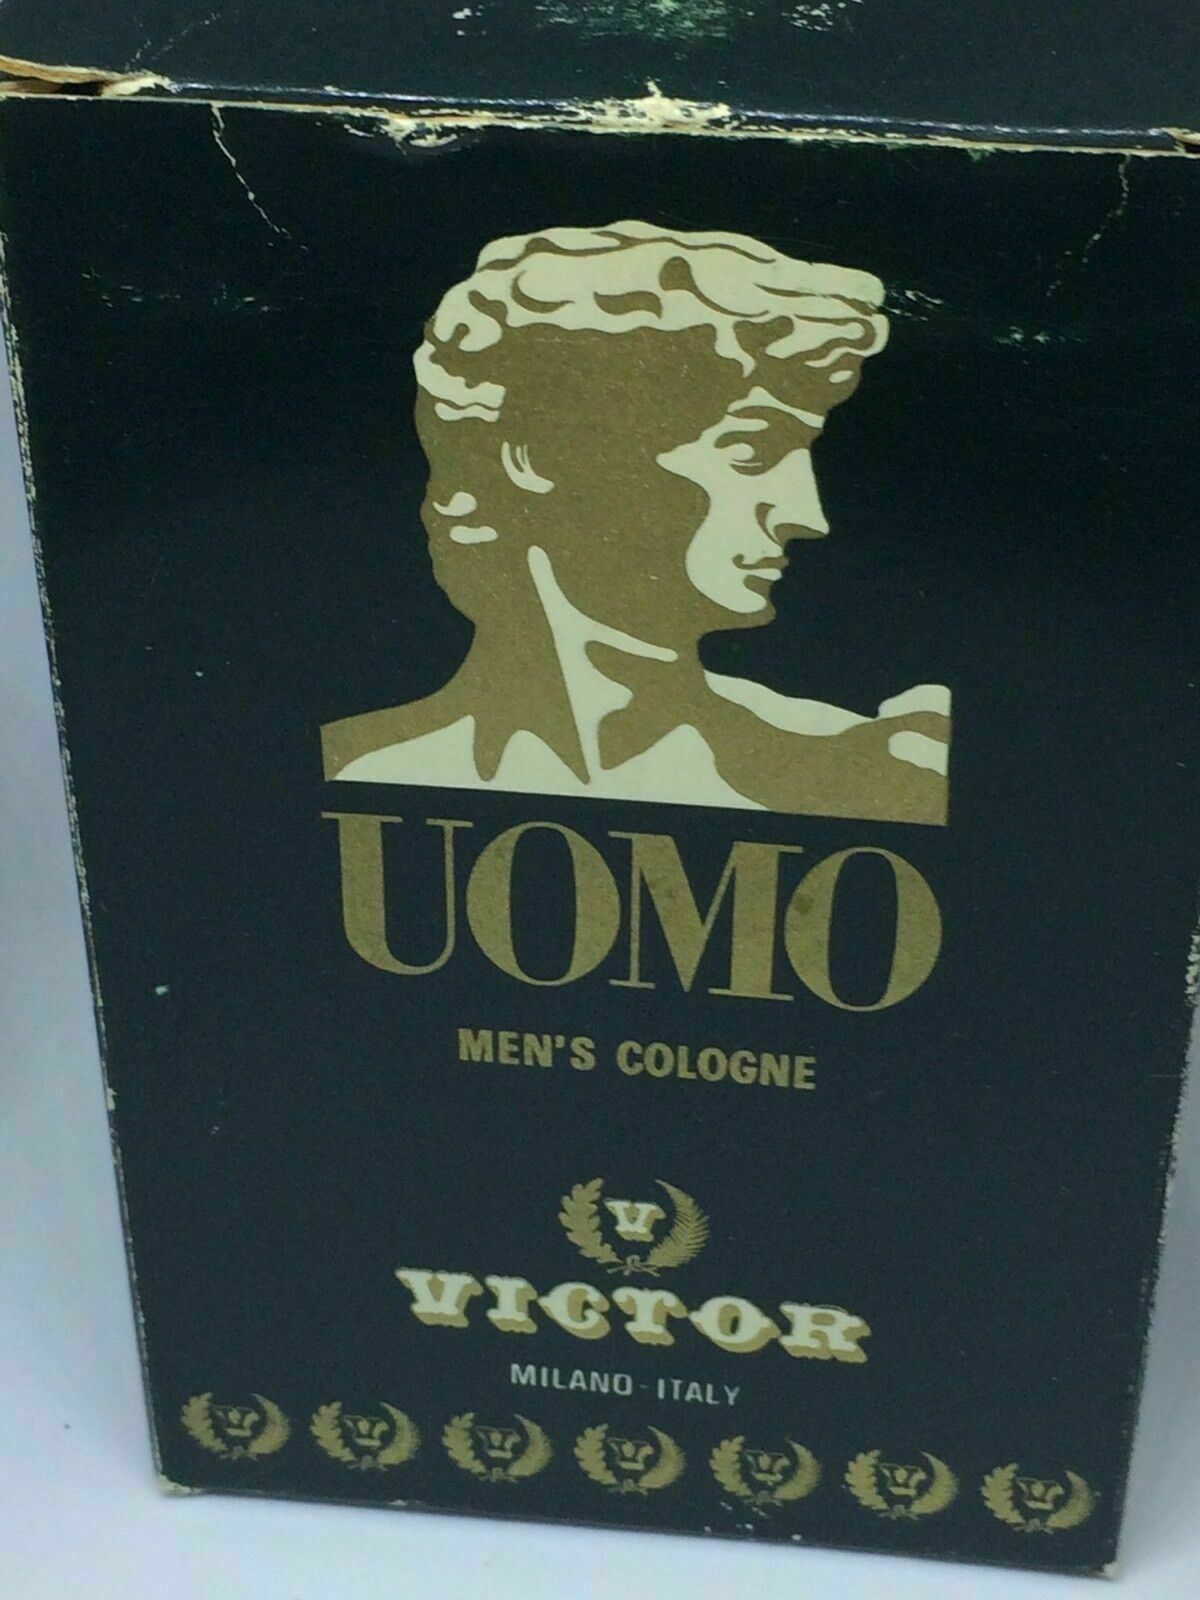 UOMO
MEN'S COLOGNE
V
VICTOR
MILANO-ITALY
V V V V V V V